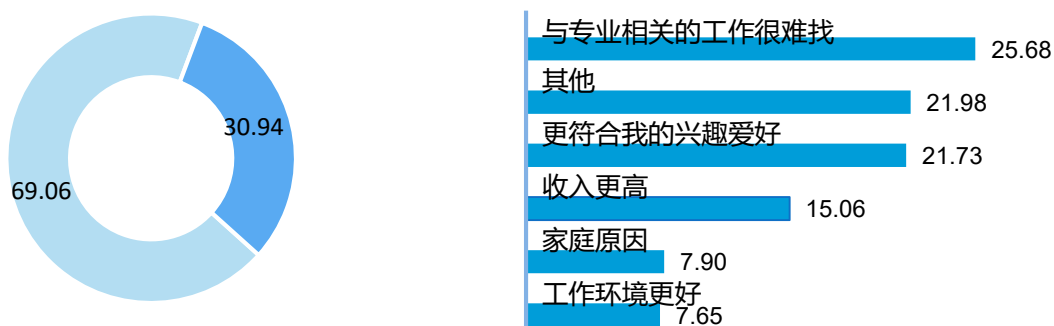 30.94
69.06
与专业相关的工作很难找
25.68
其他
21.98
更符合我的兴趣爱好
21.73
收入更高
15.06
家庭原因
7.90
工作环境更好
7.65